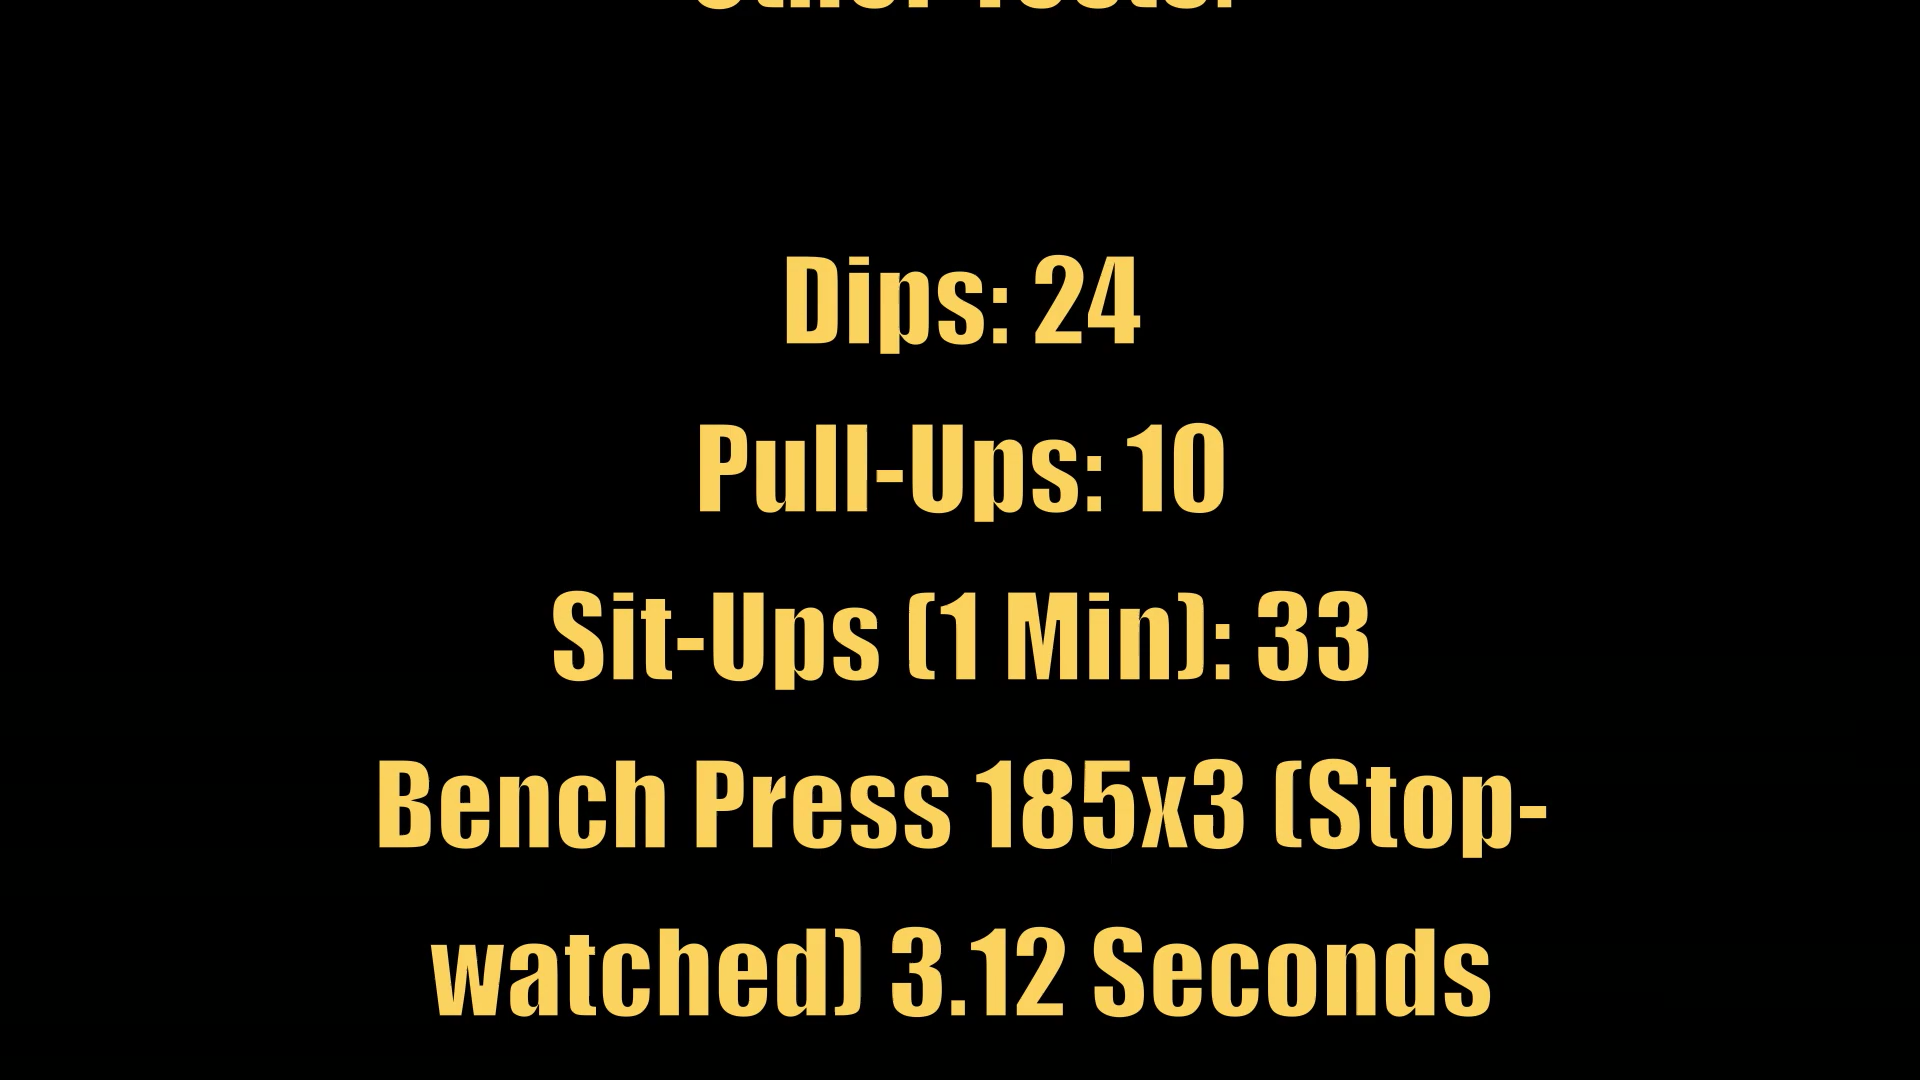 Dips: 24
Pull-Ups: 10
Sit-Ups (1 Min): 33
Bench Press 185x3 (Stop-
watched) 3.12 Seconds